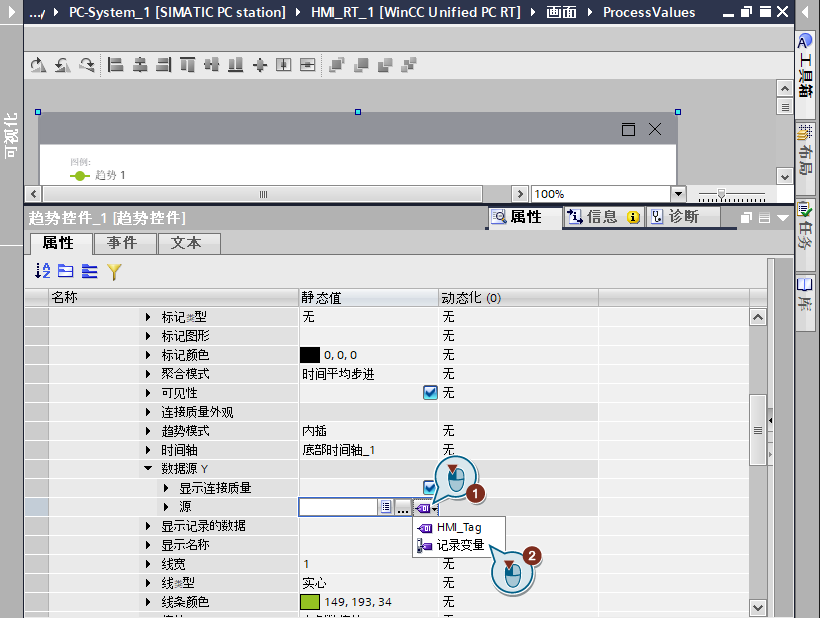 .../ ▸ PC-System_1 [SIMATIC PC station] ▸ HMI_RT_1 [WinCC Unified PC RT] ▸ 画面 ▸ ProcessValues
可视化
图例:
趋势 1
100%
趋势控件_1 [趋势控件]
属性 信息 诊断
属性 事件 文本
名称 静态值 动态化 (0)
标记类型 无 无
标记图形 无
标记颜色 0, 0, 0 无
聚合模式 时间平均步进 无
可见性 无
连接质量外观
趋势模式 内插 无
时间轴 底部时间轴_1 无
数据源 Y
显示连接质量
源 ...
1
HMI_Tag
显示记录的数据
显示名称
记录变量
2
线宽 1 无
线类型 实心 无
线条颜色 149, 193, 34 无
工具箱
布局
任务
库